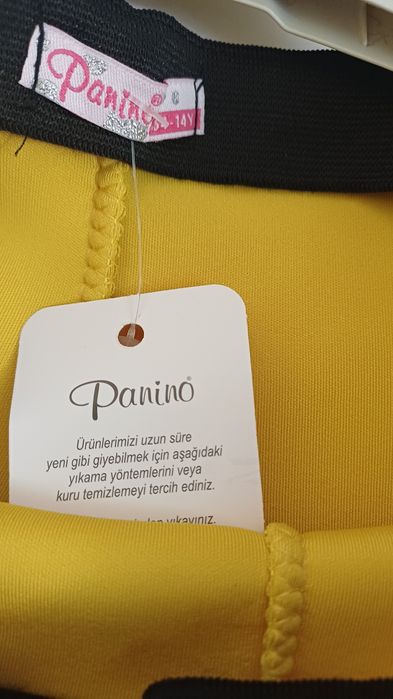 Panino
-14Y
Panino®
Ürünlerimizi uzun süre
yeni gibi giyebilmek için aşağıdaki
yıkama yöntemlerini veya
kuru temizlemeyi tercih ediniz.
yıkayınız.